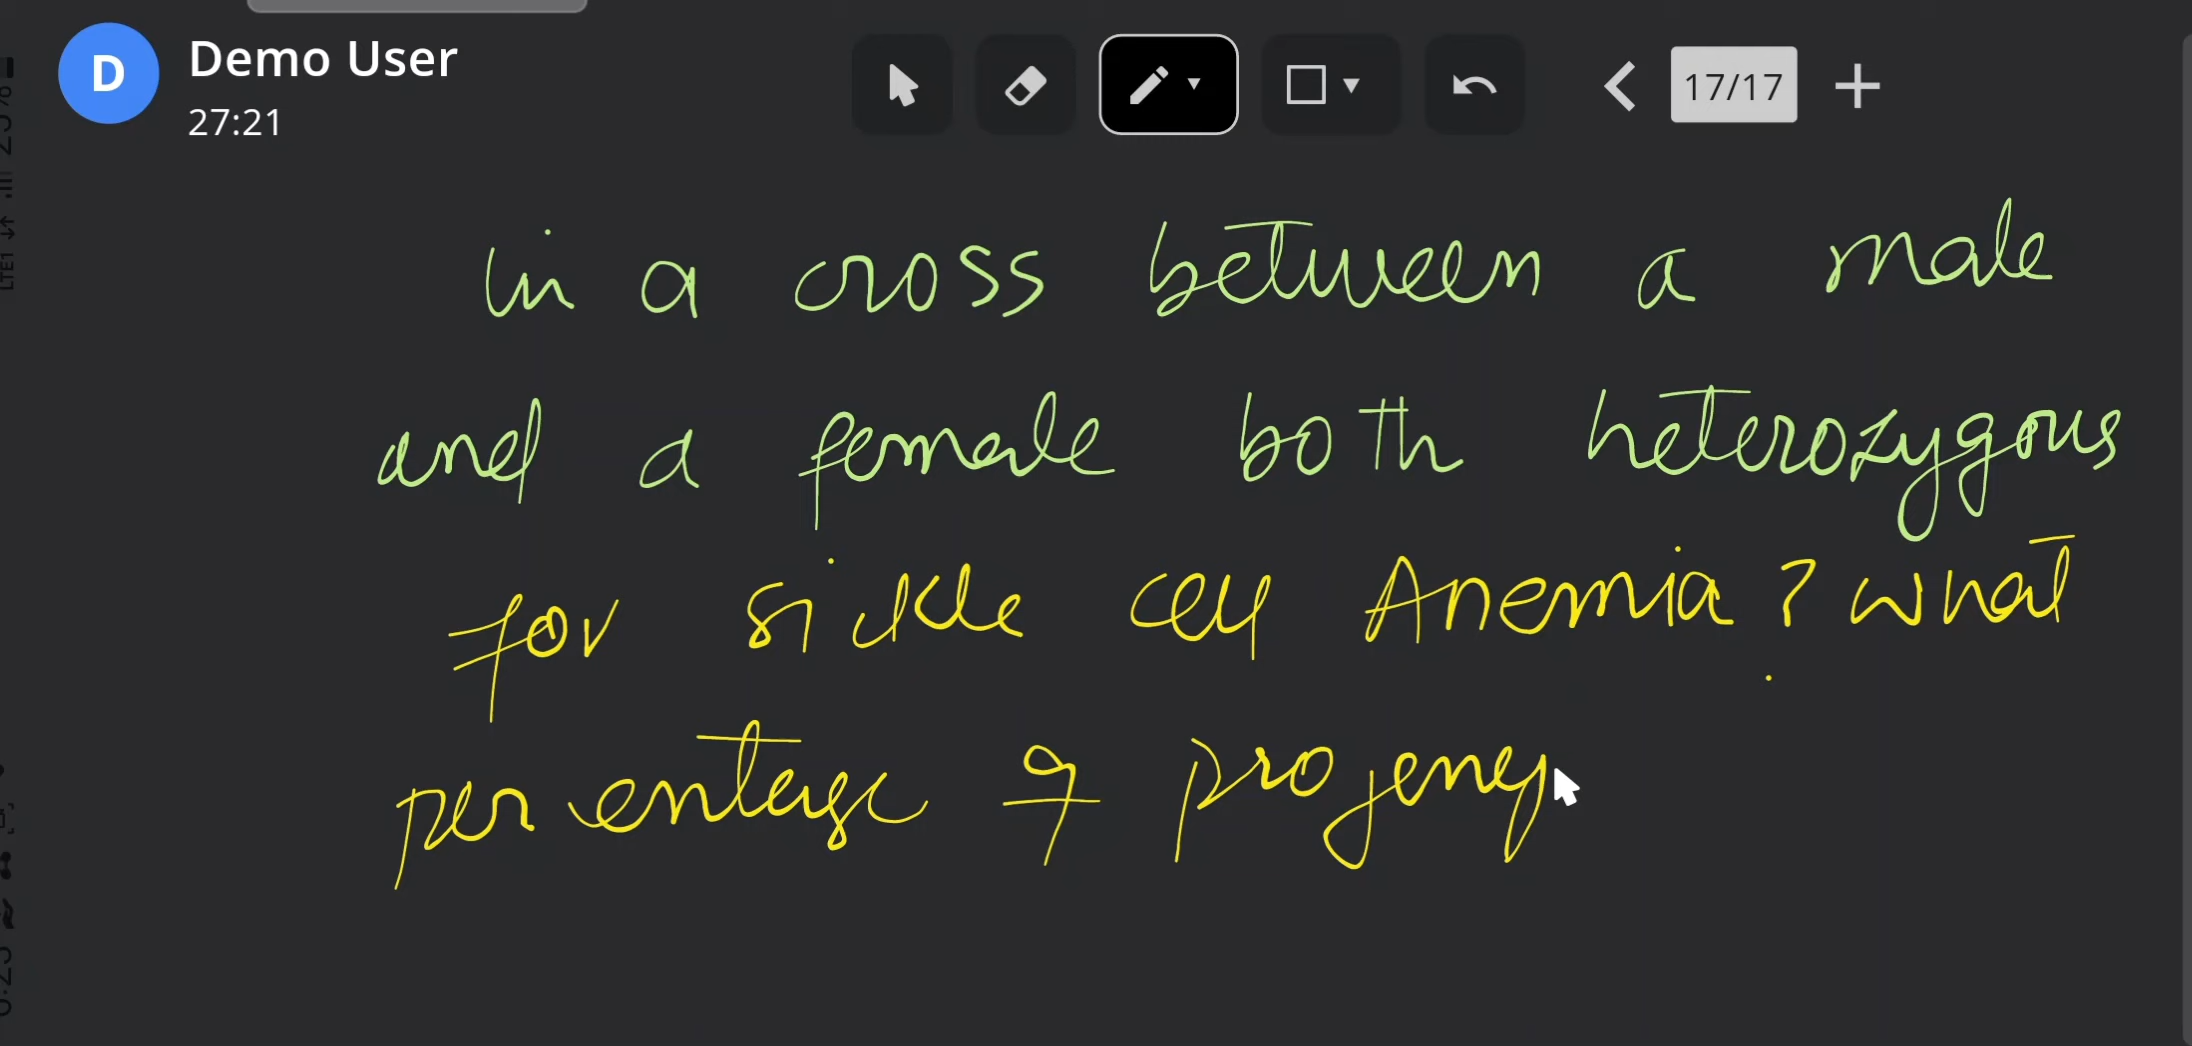 Demo User
27:21
17/17
in a cross between a male
and a female both heterozygous
for sickle cell Anemia? what
percentage of progeny